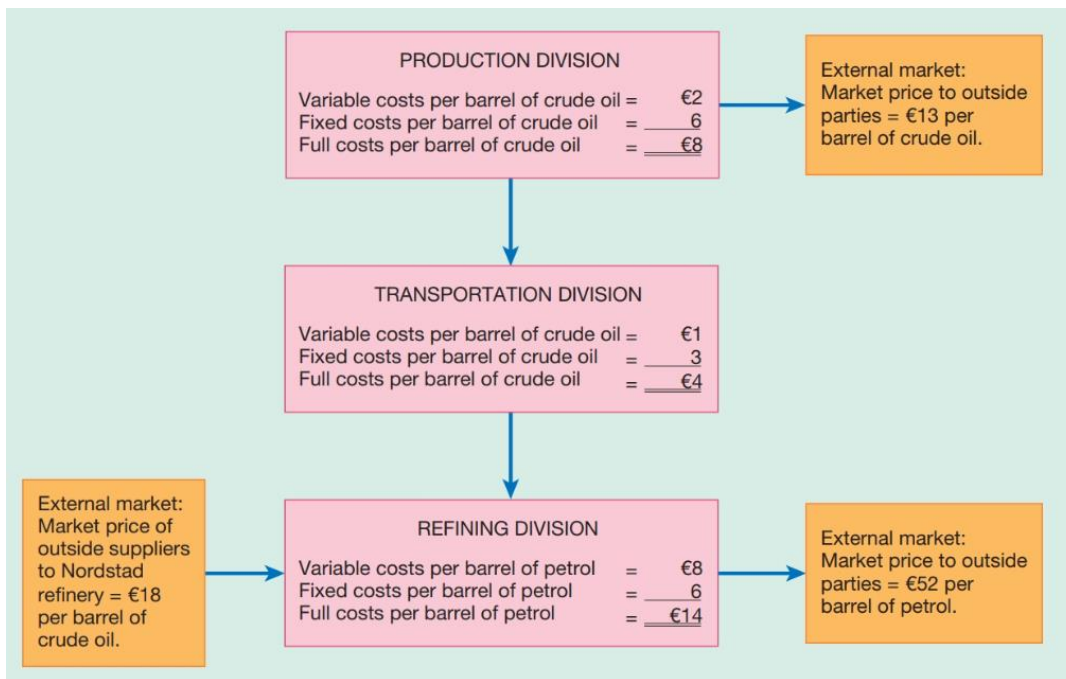 PRODUCTION DIVISION
Variable costs per barrel of crude oil = €2
Fixed costs per barrel of crude oil = 6
Full costs per barrel of crude oil = €8
External market:
Market price to outside
parties = €13 per
barrel of crude oil.
TRANSPORTATION DIVISION
Variable costs per barrel of crude oil = €1
Fixed costs per barrel of crude oil = 3
Full costs per barrel of crude oil = €4
External market:
Market price of
outside suppliers
to Nordstad
refinery = €18
per barrel of
crude oil.
REFINING DIVISION
Variable costs per barrel of petrol = €8
Fixed costs per barrel of petrol = 6
Full costs per barrel of petrol = €14
External market:
Market price to outside
parties = €52 per
barrel of petrol.